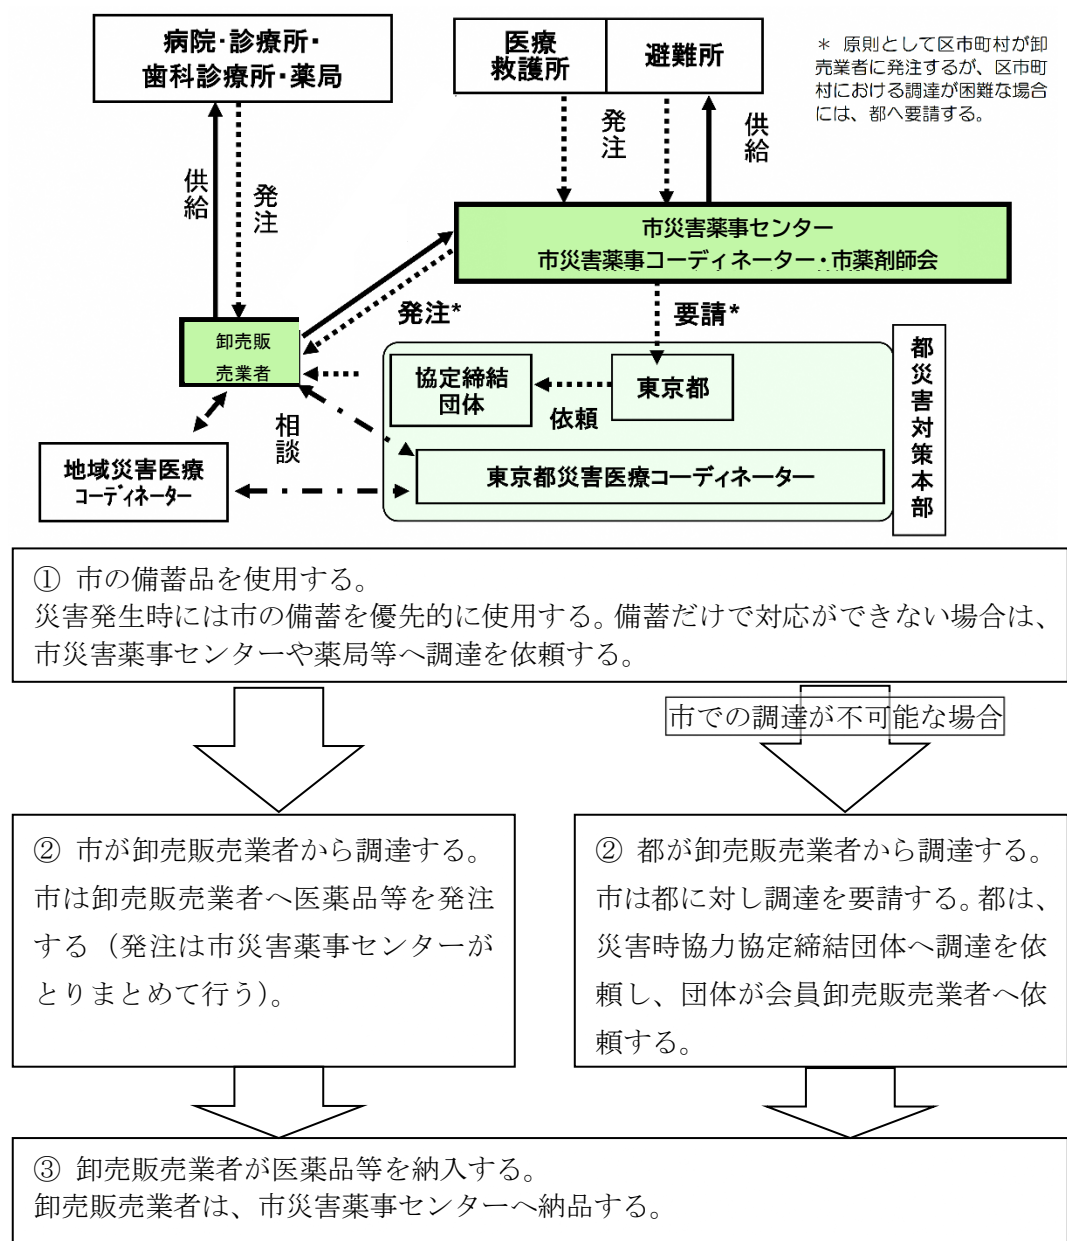 病院･診療所･
歯科診療所･薬局
医療
救護所
避難所
＊ 原則として区市町村が卸
売業者に発注するが、区市町
村における調達が困難な場合
には、都へ要請する。
供給
発注
発注
供給
市災害薬事センター
市災害薬事コーディネーター・市薬剤師会
発注*
要請*
卸売販
売業者
協定締結
団体
依頼
東京都
都災害対策本部
相談
地域災害医療
コーディネーター
東京都災害医療コーディネーター
① 市の備蓄品を使用する。
災害発生時には市の備蓄を優先的に使用する。備蓄だけで対応ができない場合は、
市災害薬事センターや薬局等へ調達を依頼する。
市での調達が不可能な場合
② 市が卸売販売業者から調達する。
市は卸売販売業者へ医薬品等を発注
する（発注は市災害薬事センターが
とりまとめて行う）。
② 都が卸売販売業者から調達する。
市は都に対し調達を要請する。都は、
災害時協力協定締結団体へ調達を依
頼し、団体が会員卸売販売業者へ依
頼する。
③ 卸売販売業者が医薬品等を納入する。
卸売販売業者は、市災害薬事センターへ納品する。